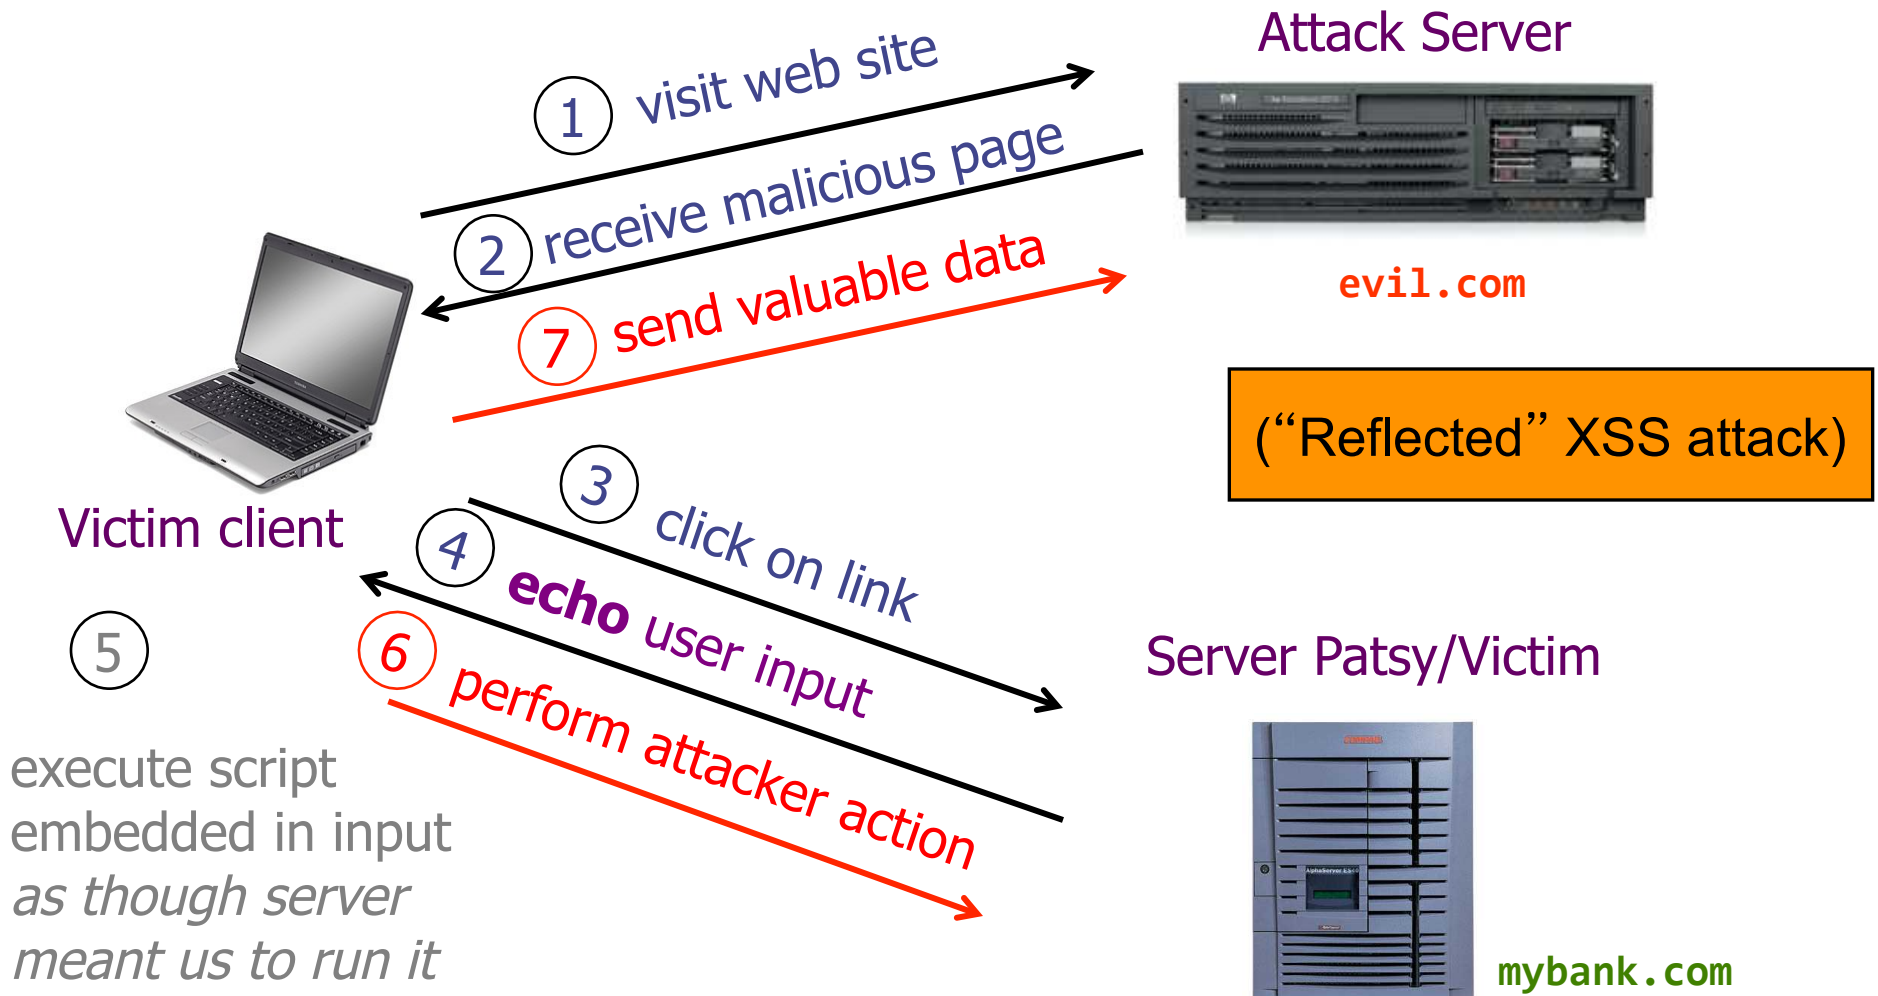 Attack Server
1 visit web site
2 receive malicious page
7 send valuable data
evil.com
(“Reflected” XSS attack)
Victim client
3 click on link
4 echo user input
5
6 perform attacker action
execute script
embedded in input
as though server
meant us to run it
Server Patsy/Victim
AlphaServer ES40
mybank.com